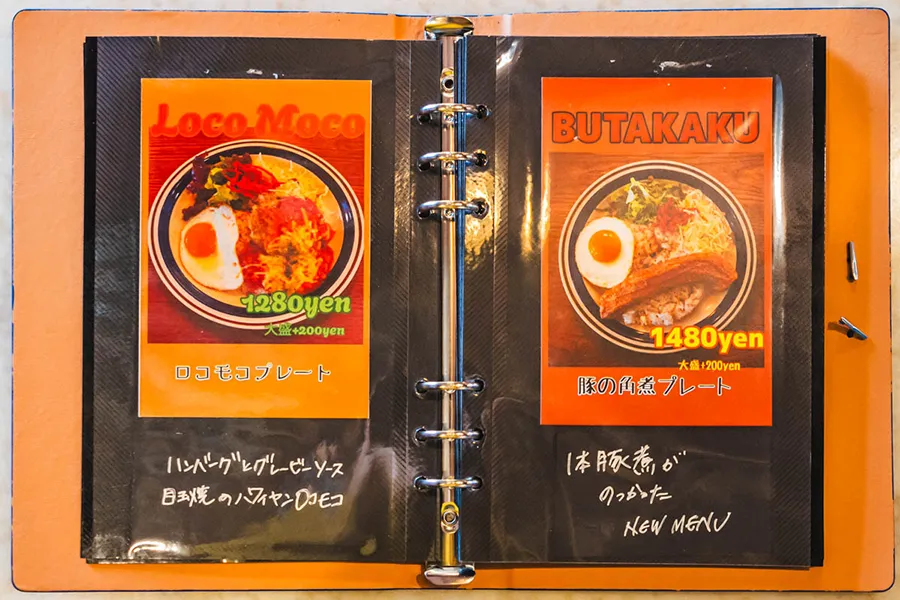 Loco Moco
1280yen
大盛+200yen
ロコモコプレート
ハンバーグとグレービーソース
目玉焼のハワイヤンロコモコ
BUTAKAKU
1480yen
大盛+200yen
豚の角煮プレート
1本豚煮が
のっかった
NEW MENU